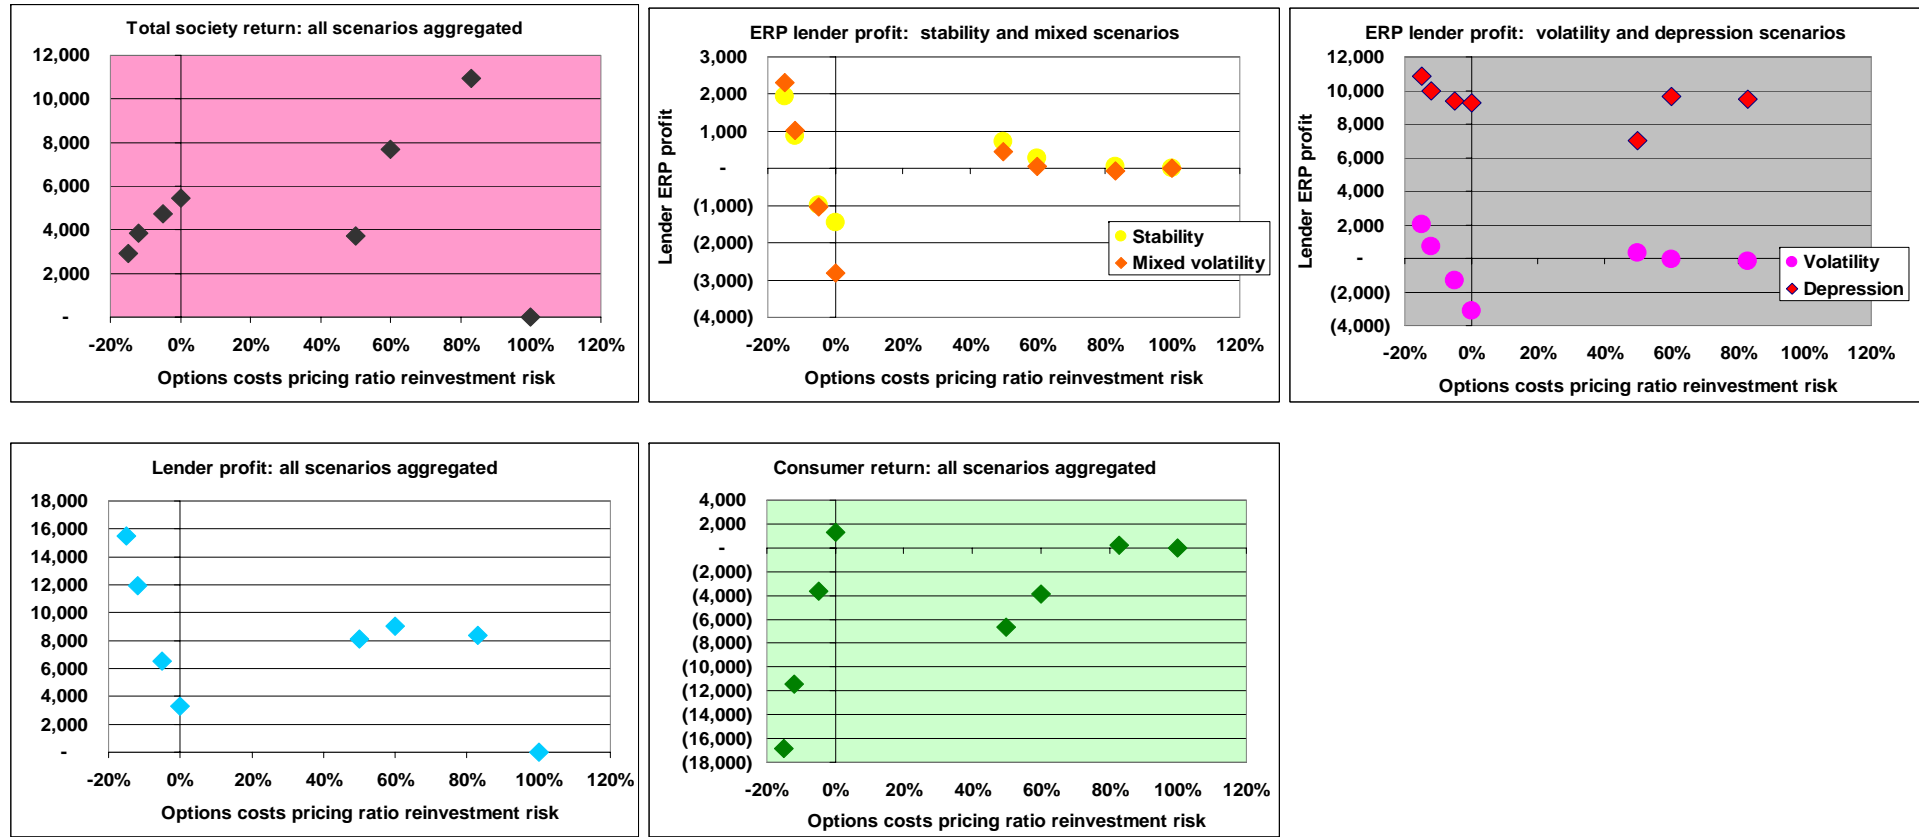 Total society return: all scenarios aggregated
12,000
10,000
8,000
6,000
4,000
2,000
-
-20% 0% 20% 40% 60% 80% 100% 120%
Options costs pricing ratio reinvestment risk
ERP lender profit: stability and mixed scenarios
Lender ERP profit
3,000
2,000
1,000
-
(1,000)
(2,000)
(3,000)
(4,000)
Stability
Mixed volatility
-20% 0% 20% 40% 60% 80% 100% 120%
Options costs pricing ratio reinvestment risk
ERP lender profit: volatility and depression scenarios
Lender ERP profit
12,000
10,000
8,000
6,000
4,000
2,000
-
(2,000)
(4,000)
Volatility
Depression
-20% 0% 20% 40% 60% 80% 100% 120%
Options costs pricing ratio reinvestment risk
Lender profit: all scenarios aggregated
18,000
16,000
14,000
12,000
10,000
8,000
6,000
4,000
2,000
-
-20% 0% 20% 40% 60% 80% 100% 120%
Options costs pricing ratio reinvestment risk
Consumer return: all scenarios aggregated
4,000
2,000
-
(2,000)
(4,000)
(6,000)
(8,000)
(10,000)
(12,000)
(14,000)
(16,000)
(18,000)
-20% 0% 20% 40% 60% 80% 100% 120%
Options costs pricing ratio reinvestment risk